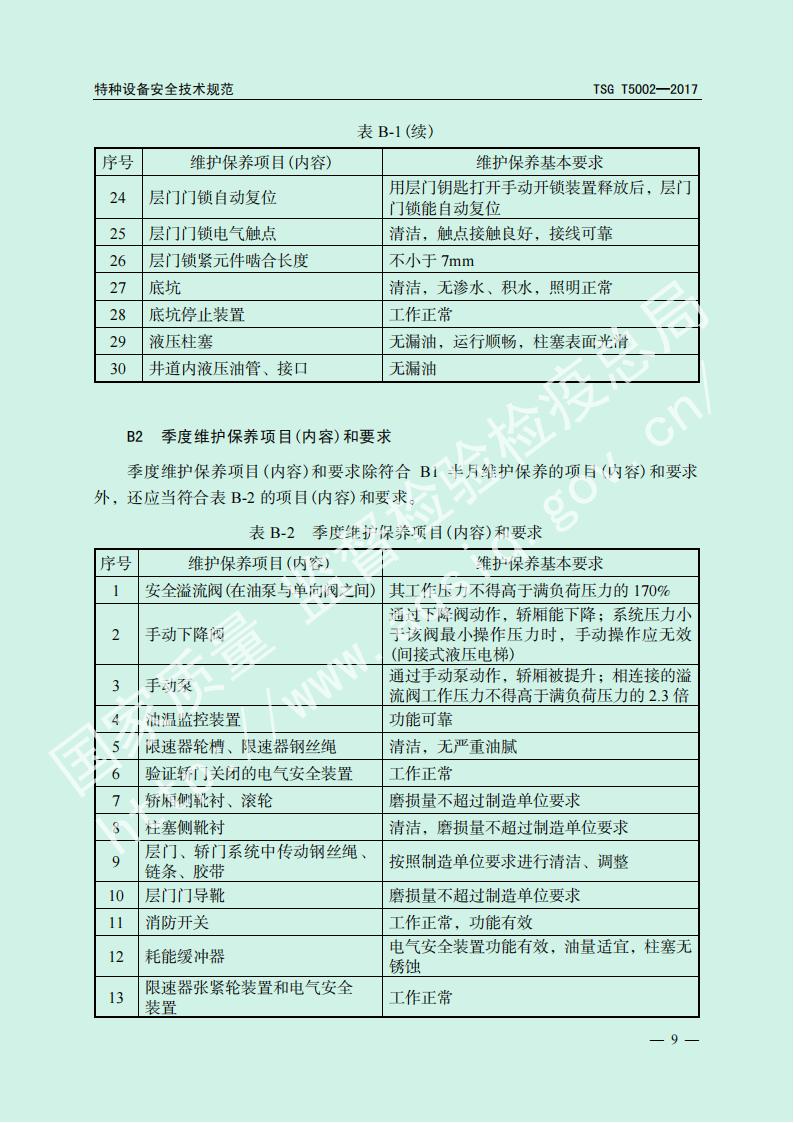 特种设备安全技术规范 TSG T5002—2017
表 B-1(续)
序号 维护保养项目(内容) 维护保养基本要求
24 层门门锁自动复位 用层门钥匙打开手动开锁装置释放后，层门
门锁能自动复位
25 层门门锁电气触点 清洁，触点接触良好，接线可靠
26 层门锁紧元件啮合长度 不小于 7mm
27 底坑 清洁，无渗水、积水，照明正常
28 底坑停止装置 工作正常
29 液压柱塞 无漏油，运行顺畅，柱塞表面光滑
30 井道内液压油管、接口 无漏油
B2 季度维护保养项目(内容)和要求
季度维护保养项目(内容)和要求除符合 B1 半月维护保养的项目(内容)和要求
外，还应当符合表 B-2 的项目(内容)和要求。
表 B-2 季度维护保养项目(内容)和要求
序号 维护保养项目(内容) 维护保养基本要求
1 安全溢流阀(在油泵与单向阀之间) 其工作压力不得高于满负荷压力的 170%
2 手动下降阀 通过下降阀动作，轿厢能下降；系统压力小
于该阀最小操作压力时，手动操作应无效
(间接式液压电梯)
3 手动泵 通过手动泵动作，轿厢被提升；相连接的溢
流阀工作压力不得高于满负荷压力的 2.3 倍
4 油温监控装置 功能可靠
5 限速器轮槽、限速器钢丝绳 清洁，无严重油腻
6 验证轿门关闭的电气安全装置 工作正常
7 轿厢侧靴衬、滚轮 磨损量不超过制造单位要求
8 柱塞侧靴衬 清洁，磨损量不超过制造单位要求
9 层门、轿门系统中传动钢丝绳、
链条、胶带 按照制造单位要求进行清洁、调整
10 层门门导靴 磨损量不超过制造单位要求
11 消防开关 工作正常，功能有效
12 耗能缓冲器 电气安全装置功能有效，油量适宜，柱塞无
锈蚀
13 限速器张紧轮装置和电气安全
装置 工作正常
— 9 —
国家质量 监督检验检疫总局
http://www.aqsiq.gov.cn/